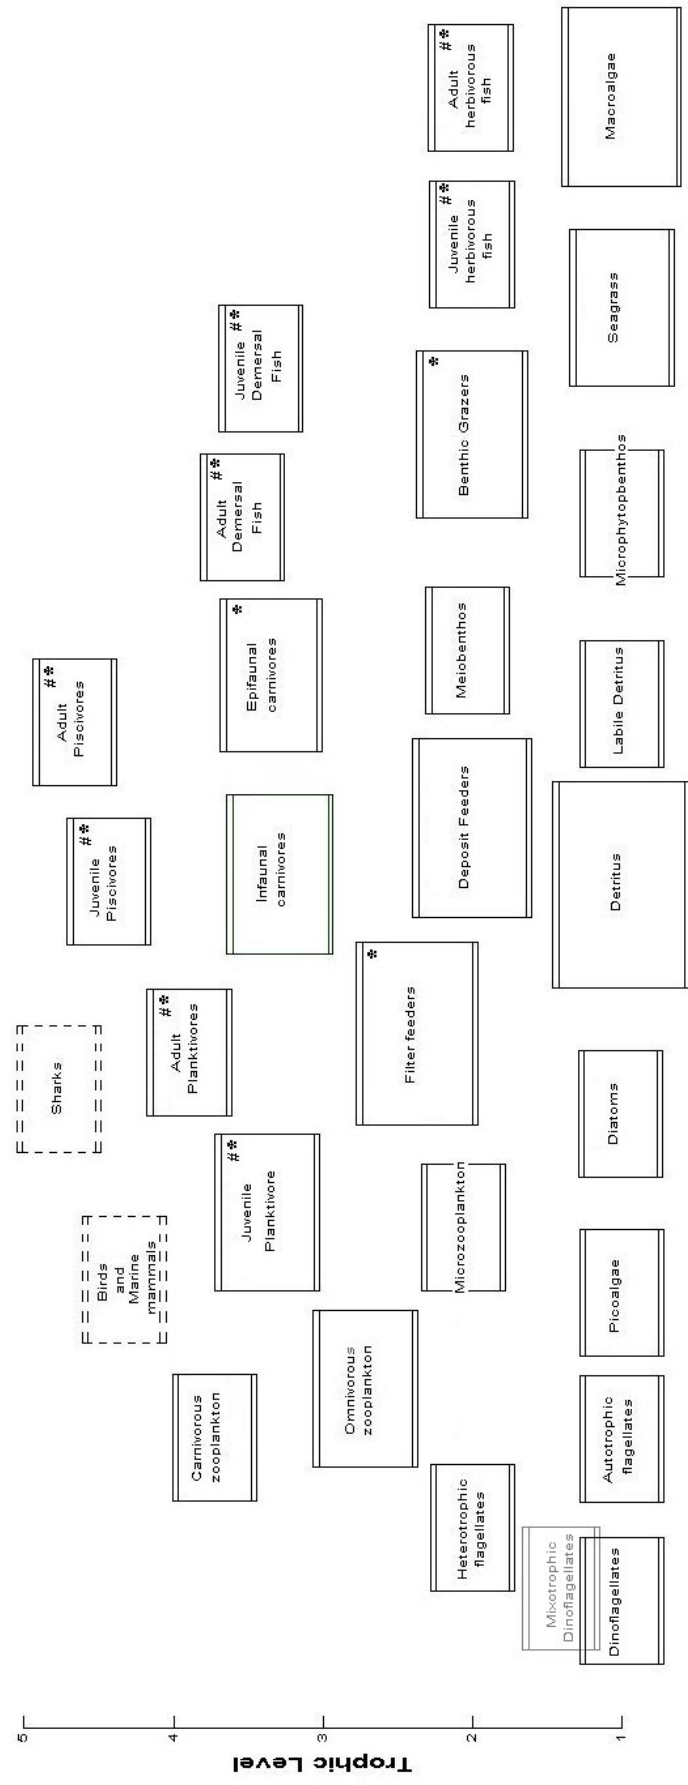 Trophic Level
5
4
3
2
1
Sharks
#*
Adult
Piscivores
#*
Juvenile
Piscivores
Birds
and
Marine
mammals
#*
Adult
Planktivores
Carnivorous
zooplankton
#*
Juvenile
Planktivore
Infaunal
carnivores
*
Epifaunal
carnivores
#*
Adult
Demersal
Fish
#*
Juvenile
Demersal
Fish
Omnivorous
zooplankton
*
Filter feeders
Heterotrophic
flagellates
Microzooplankton
Deposit Feeders
Meiobenthos
*
Benthic Grazers
#*
Juvenile
herbivorous
fish
#*
Adult
herbivorous
fish
Mixotrophic
Dinoflagellates
Dinoflagellates
Autotrophic
flagellates
Picoalgae
Diatoms
Detritus
Labile Detritus
Microphytopbenthos
Seagrass
Macroalgae